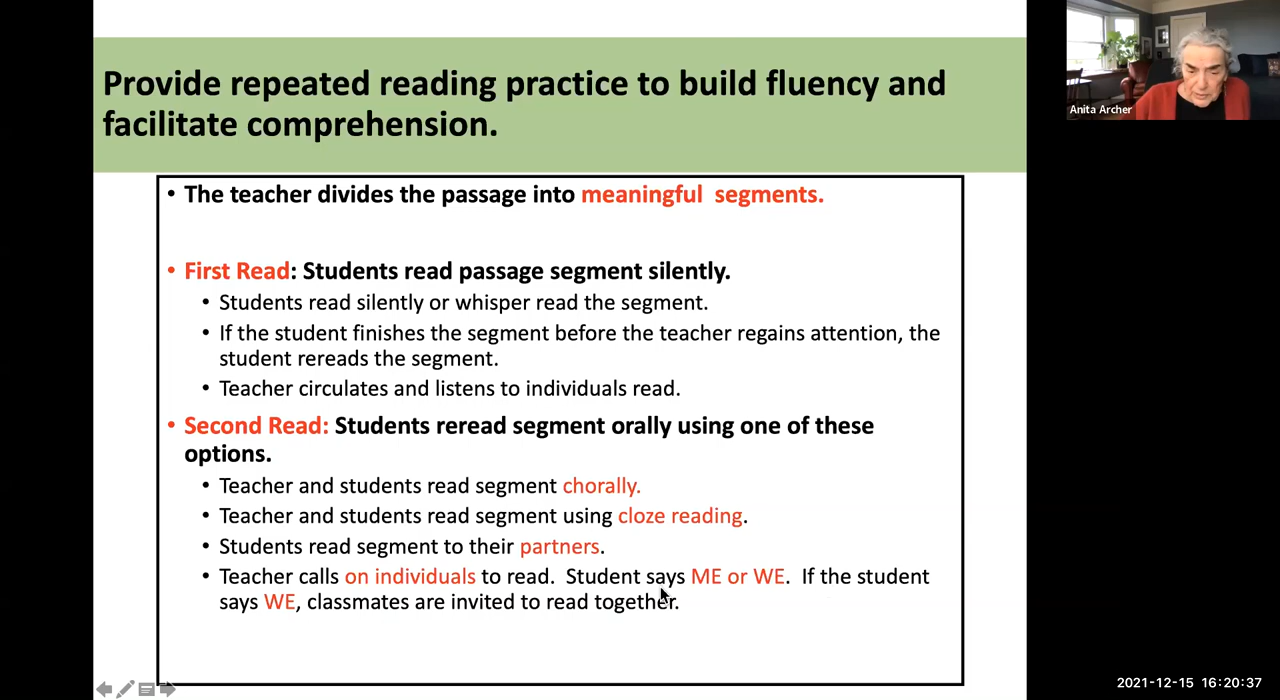 Provide repeated reading practice to build fluency and
facilitate comprehension.
Anita Archer
• The teacher divides the passage into meaningful segments.
• First Read: Students read passage segment silently.
• Students read silently or whisper read the segment.
• If the student finishes the segment before the teacher regains attention, the
student rereads the segment.
• Teacher circulates and listens to individuals read.
• Second Read: Students reread segment orally using one of these
options.
• Teacher and students read segment chorally.
• Teacher and students read segment using cloze reading.
• Students read segment to their partners.
• Teacher calls on individuals to read. Student says ME or WE. If the student
says WE, classmates are invited to read together.
2021-12-15 16:20:37